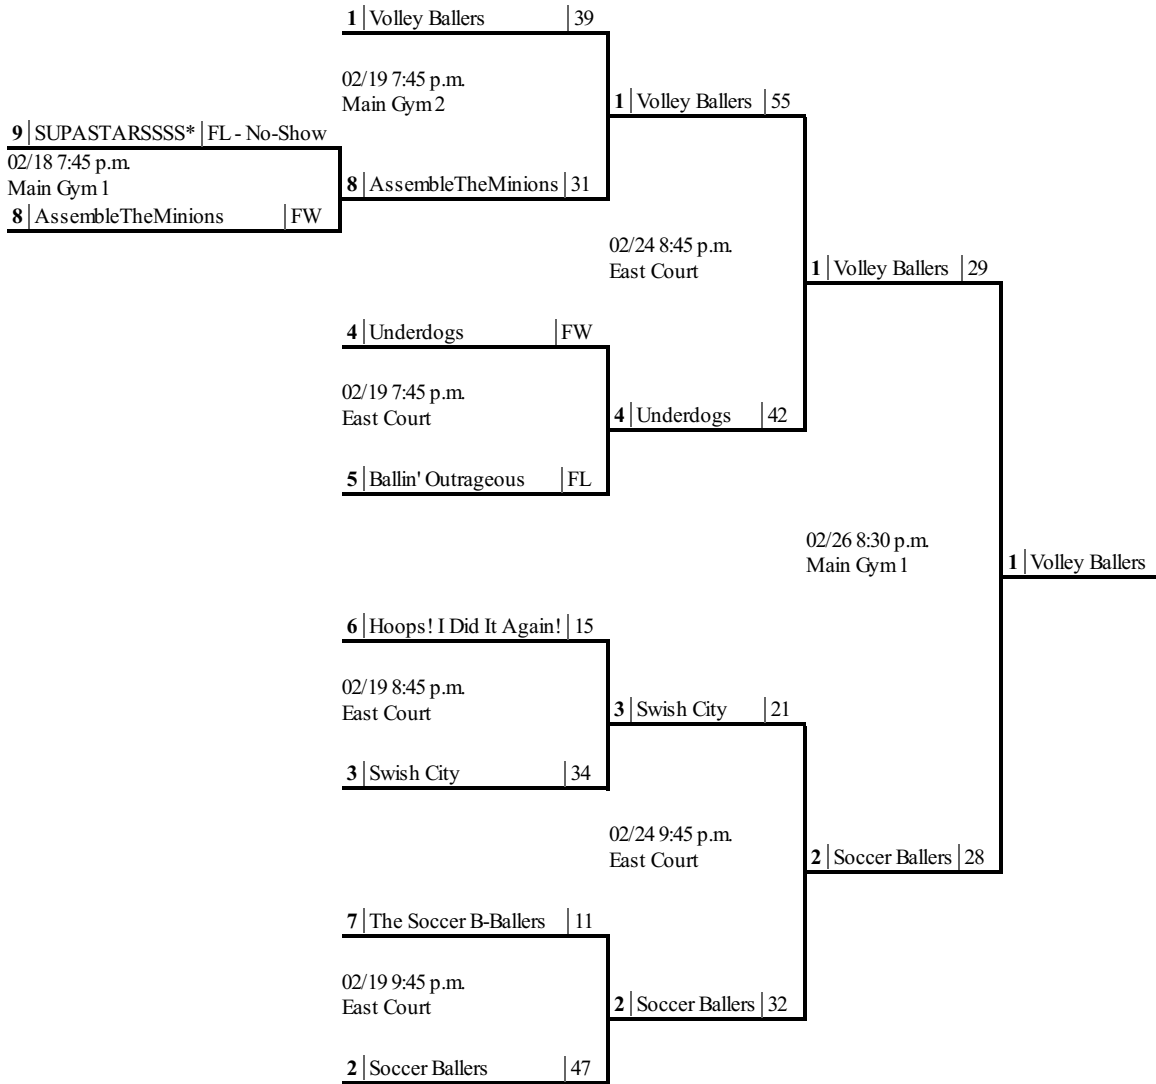 1 Volley Ballers 39
02/19 7:45 p.m.
Main Gym 2
1 Volley Ballers 55
9 SUPASTARSSSS* FL - No-Show
02/18 7:45 p.m.
Main Gym 1
8 AssembleTheMinions 31
8 AssembleTheMinions FW
02/24 8:45 p.m.
East Court
1 Volley Ballers 29
4 Underdogs FW
02/19 7:45 p.m.
East Court
4 Underdogs 42
5 Ballin' Outrageous FL
02/26 8:30 p.m.
Main Gym 1
1 Volley Ballers
6 Hoops! I Did It Again! 15
02/19 8:45 p.m.
East Court
3 Swish City 21
3 Swish City 34
02/24 9:45 p.m.
East Court
2 Soccer Ballers 28
7 The Soccer B-Ballers 11
02/19 9:45 p.m.
East Court
2 Soccer Ballers 32
2 Soccer Ballers 47